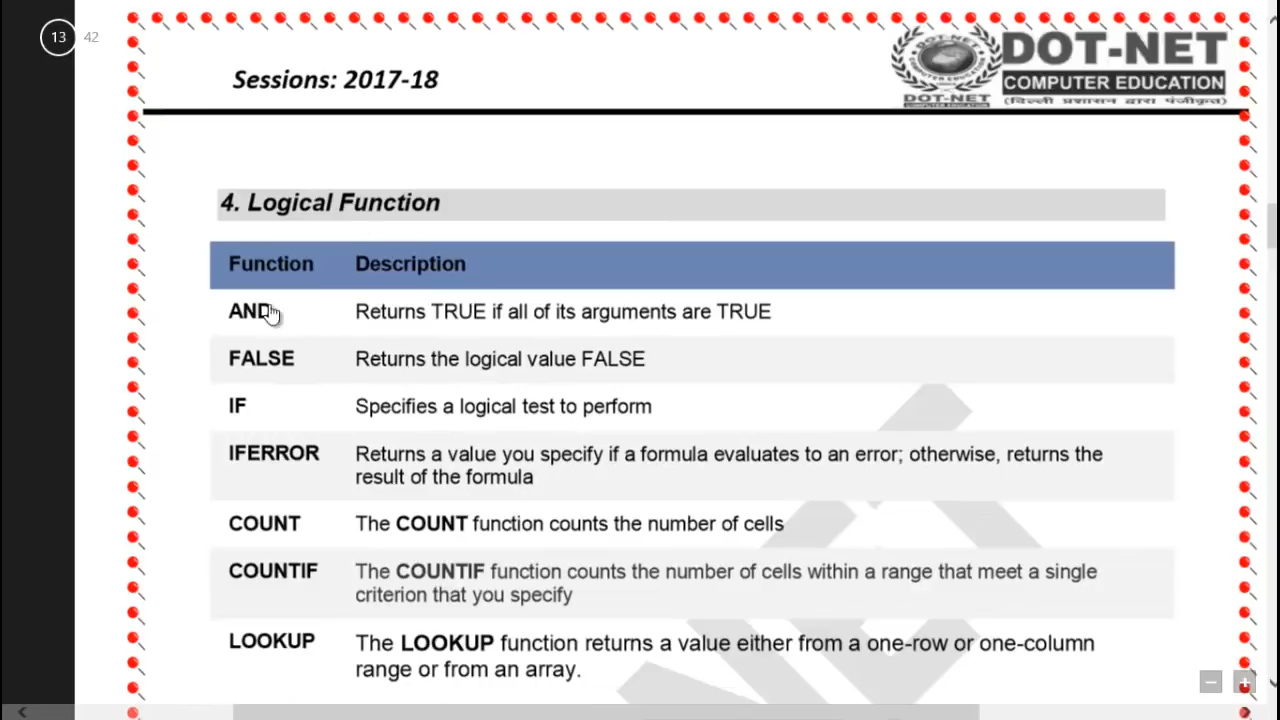 13 42
Sessions: 2017-18
DOT-NET
COMPUTER EDUCATION
(दिल्ली प्रशासन द्वारा पंजीकृत)
DOT-NET
4. Logical Function
Function Description
AND Returns TRUE if all of its arguments are TRUE
FALSE Returns the logical value FALSE
IF Specifies a logical test to perform
IFERROR Returns a value you specify if a formula evaluates to an error; otherwise, returns the
result of the formula
COUNT The COUNT function counts the number of cells
COUNTIF The COUNTIF function counts the number of cells within a range that meet a single
criterion that you specify
LOOKUP The LOOKUP function returns a value either from a one-row or one-column
range or from an array.